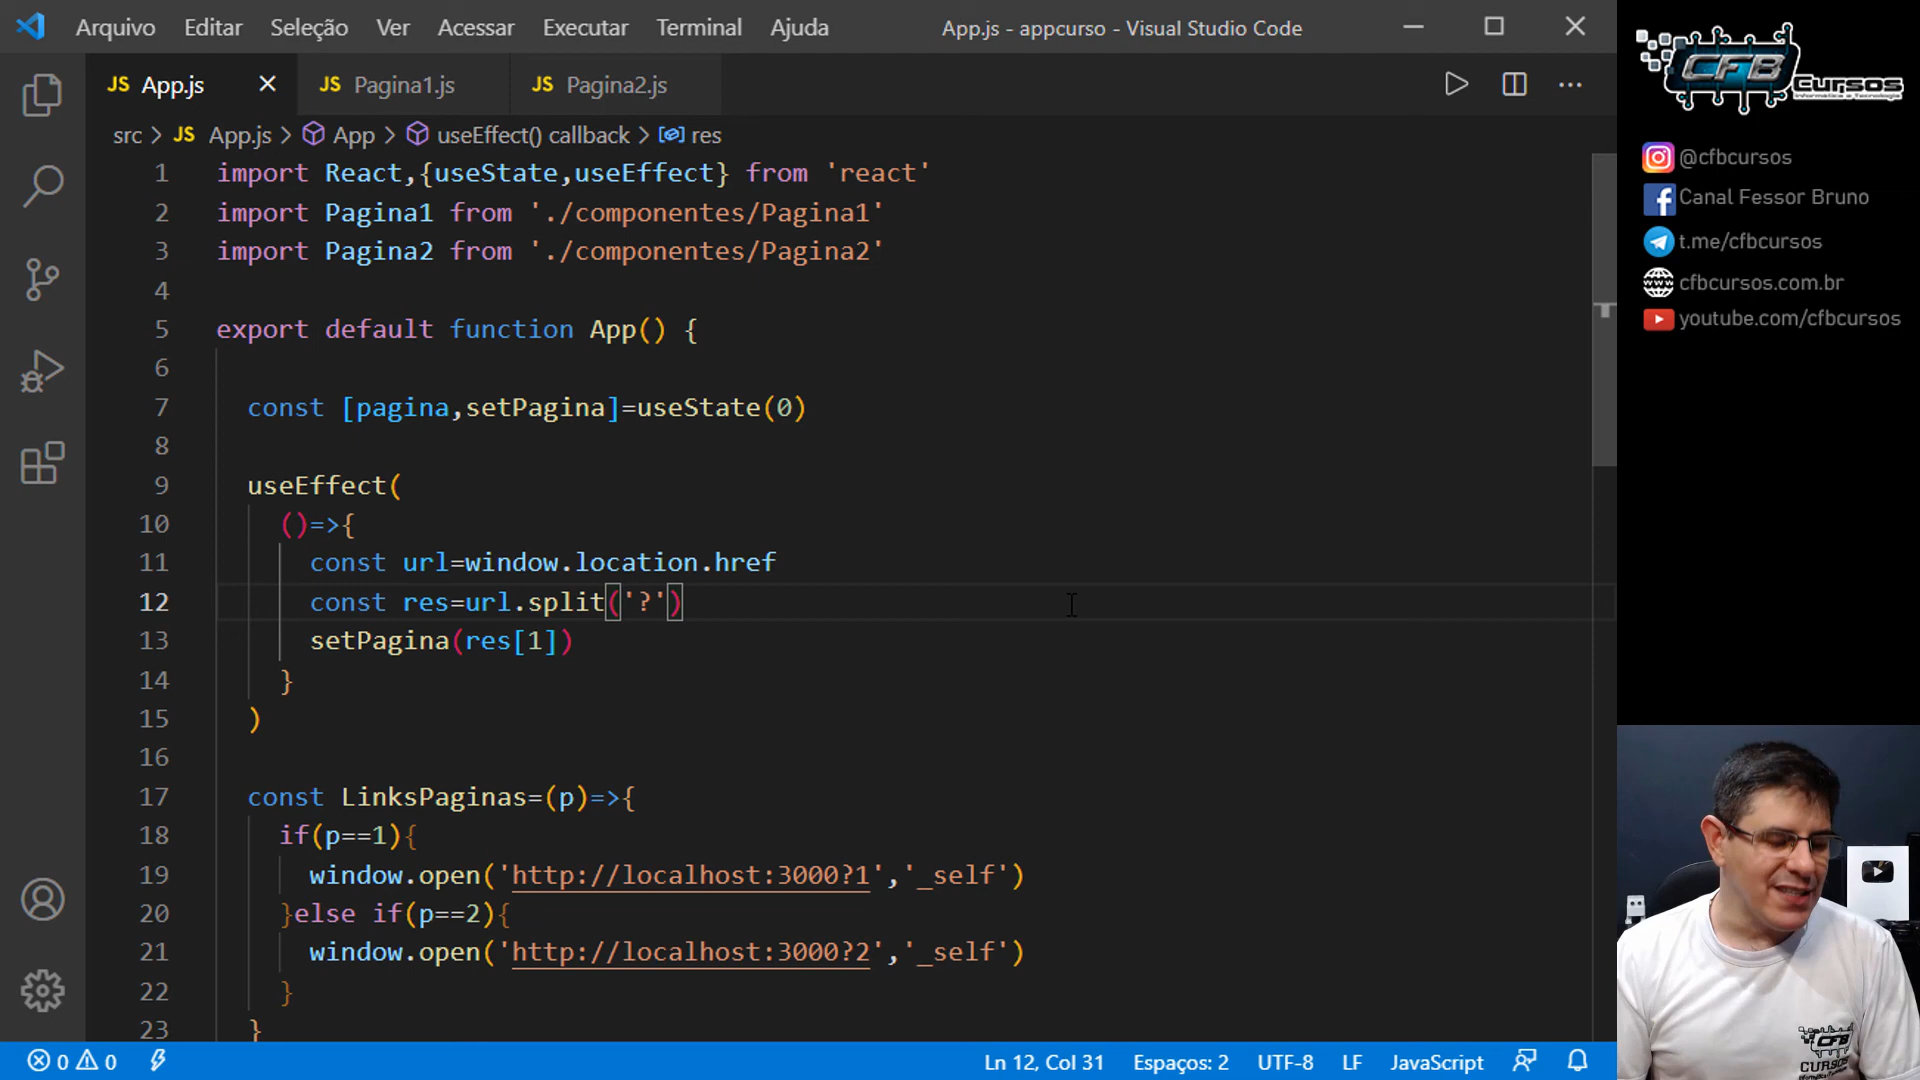 Arquivo Editar Seleção Ver Acessar Executar Terminal Ajuda App.js - appcurso - Visual Studio Code
JS App.js JS Pagina1.js JS Pagina2.js
src > JS App.js > App > useEffect() callback > res
1 import React,{useState,useEffect} from 'react'
2 import Pagina1 from './componentes/Pagina1'
3 import Pagina2 from './componentes/Pagina2'
4
5 export default function App() {
6
7 const [pagina,setPagina]=useState(0)
8
9 useEffect(
10 ()=>{
11 const url=window.location.href
12 const res=url.split('?')
13 setPagina(res[1])
14 }
15 )
16
17 const LinksPaginas=(p)=>{
18 if(p==1){
19 window.open('http://localhost:3000?1','_self')
20 }else if(p==2){
21 window.open('http://localhost:3000?2','_self')
22 }
23 }
0 0 Ln 12, Col 31 Espaços: 2 UTF-8 LF JavaScript
CFB Cursos
@cfbcursos
Canal Fessor Bruno
t.me/cfbcursos
www cfbcursos.com.br
youtube.com/cfbcursos
CFB
CURSOS